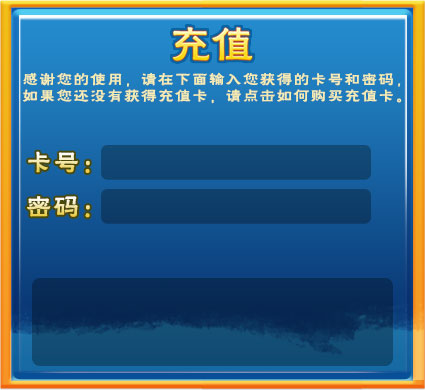 充值
感谢您的使用，请在下面输入您获得的卡号和密码，
如果您还没有获得充值卡，请点击如何购买充值卡。
卡号：
密码：